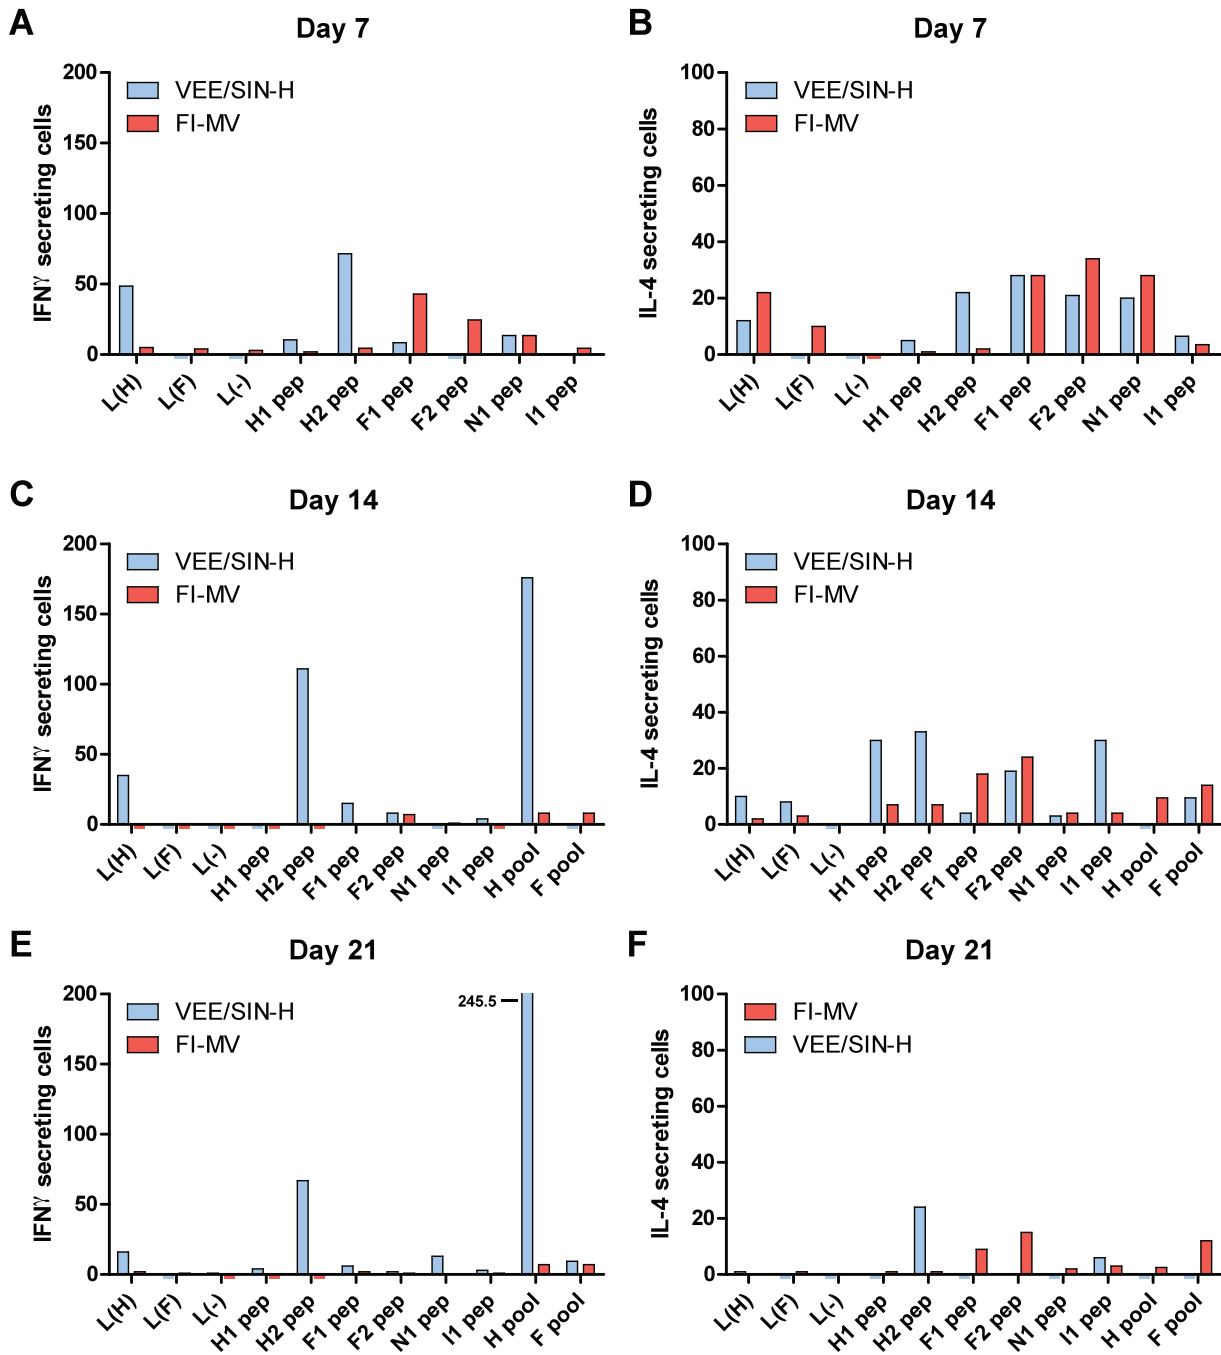 A
Day 7
IFNγ secreting cells
200
150
100
50
0
VEE/SIN-H
FI-MV
L(H) L(F) L(-) H1 pep H2 pep F1 pep F2 pep N1 pep I1 pep
B
Day 7
IL-4 secreting cells
100
80
60
40
20
0
VEE/SIN-H
FI-MV
L(H) L(F) L(-) H1 pep H2 pep F1 pep F2 pep N1 pep I1 pep
C
Day 14
IFNγ secreting cells
200
150
100
50
0
VEE/SIN-H
FI-MV
L(H) L(F) L(-) H1 pep H2 pep F1 pep F2 pep N1 pep I1 pep H pool F pool
D
Day 14
IL-4 secreting cells
100
80
60
40
20
0
VEE/SIN-H
FI-MV
L(H) L(F) L(-) H1 pep H2 pep F1 pep F2 pep N1 pep I1 pep H pool F pool
E
Day 21
IFNγ secreting cells
200
150
100
50
0
VEE/SIN-H
FI-MV
245.5
L(H) L(F) L(-) H1 pep H2 pep F1 pep F2 pep N1 pep I1 pep H pool F pool
F
Day 21
IL-4 secreting cells
100
80
60
40
20
0
FI-MV
VEE/SIN-H
L(H) L(F) L(-) H1 pep H2 pep F1 pep F2 pep N1 pep I1 pep H pool F pool